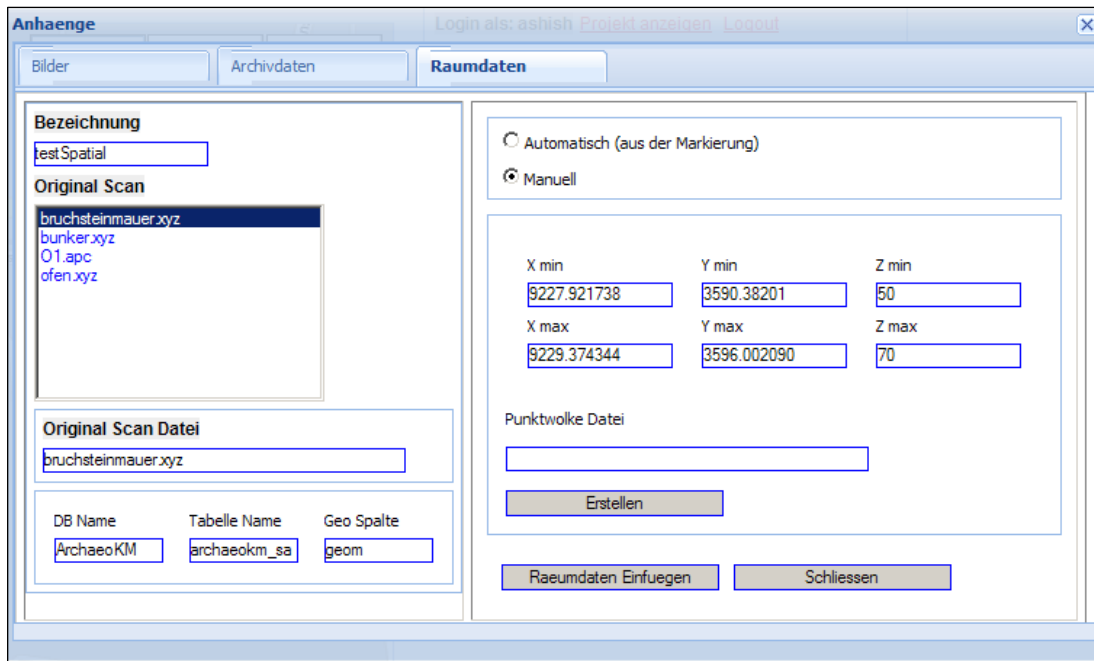 Anhaenge
Login als: ashish Projekt anzeigen Logout
Bilder
Archivdaten
Raumdaten
Bezeichnung
testSpatial
Original Scan
bruchsteinmauer.xyz
bunker.xyz
O1.apc
ofen.xyz
Original Scan Datei
bruchsteinmauer.xyz
DB Name Tabelle Name Geo Spalte
ArchaeoKM archaeokm_sa geom
Automatisch (aus der Markierung)
Manuell
X min Y min Z min
9227.921738 3590.38201 50
X max Y max Z max
9229.374344 3596.002090 70
Punktwolke Datei
Erstellen
Raeumdaten Einfuegen Schliessen